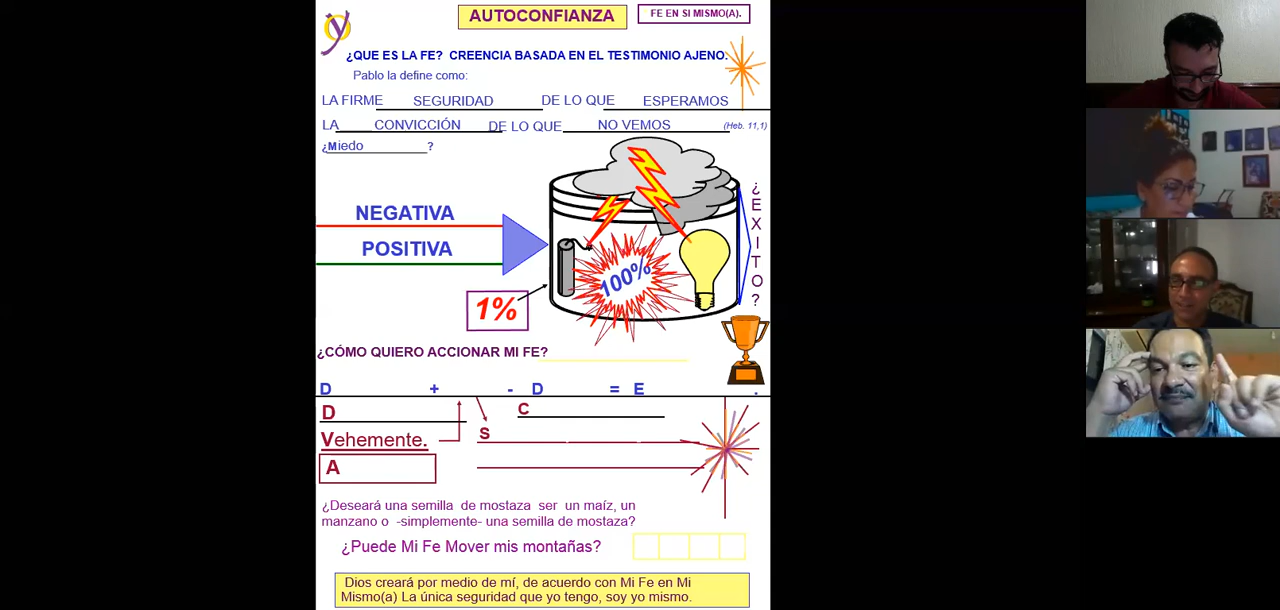 AUTOCONFIANZA
FE EN SI MISMO(A).
¿QUE ES LA FE? CREENCIA BASADA EN EL TESTIMONIO AJENO.
Pablo la define como:
LA FIRME SEGURIDAD DE LO QUE ESPERAMOS
LA CONVICCIÓN DE LO QUE NO VEMOS (Heb. 11,1)
¿Miedo ?
NEGATIVA
POSITIVA
100%
1%
¿EXITO?
¿CÓMO QUIERO ACCIONAR MI FE?
D + - D = E .
D
C
Vehemente.
S
A
¿Deseará una semilla de mostaza ser un maíz, un
manzano o -simplemente- una semilla de mostaza?
¿Puede Mi Fe Mover mis montañas?
Dios creará por medio de mí, de acuerdo con Mi Fe en Mi
Mismo(a) La única seguridad que yo tengo, soy yo mismo.